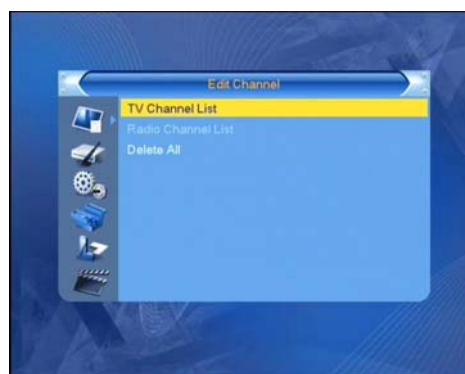 Edit Channel
TV Channel List
Radio Channel List
Delete All